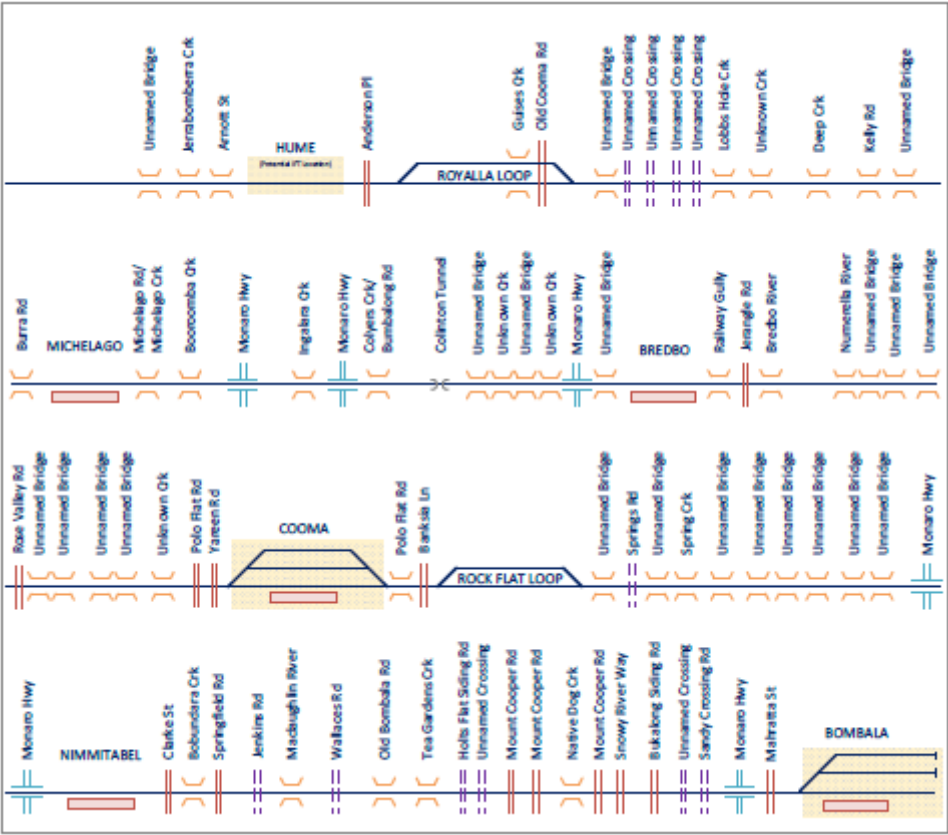 Unnamed Bridge
Jerrabomberra Crk
Arnott St
HUME
(Potential IFT Location)
Anderson Pl
ROYALLA LOOP
Guises Crk
Old Cooma Rd
Unnamed Bridge
Unnamed Crossing
Unnamed Crossing
Unnamed Crossing
Unnamed Crossing
Lobbs Hole Crk
Unknown Crk
Deep Crk
Kelly Rd
Unnamed Bridge
Burra Rd
MICHELAGO
Michelago Rd/
Michelago Crk
Booroomba Crk
Monaro Hwy
Ingalara Crk
Monaro Hwy
Colyers Crk/
Bumbalong Rd
Colinton Tunnel
Unnamed Bridge
Unknown Crk
Unnamed Bridge
Unknown Crk
Monaro Hwy
Unnamed Bridge
BREDBO
Railway Gully
Jerangle Rd
Bredbo River
Numerella River
Unnamed Bridge
Unnamed Bridge
Unnamed Bridge
Rose Valley Rd
Unnamed Bridge
Unnamed Bridge
Unnamed Bridge
Unnamed Bridge
Unknown Crk
Polo Flat Rd
Yareen Rd
COOMA
Polo Flat Rd
Banksia Ln
ROCK FLAT LOOP
Unnamed Bridge
Springs Rd
Unnamed Bridge
Spring Crk
Unnamed Bridge
Unnamed Bridge
Unnamed Bridge
Unnamed Bridge
Unnamed Bridge
Monaro Hwy
Monaro Hwy
NIMMITABEL
Clarke St
Bobundara Crk
Springfield Rd
Jenkins Rd
Maclaughlin River
Wallaces Rd
Old Bombala Rd
Tea Gardens Crk
Holts Flat Siding Rd
Unnamed Crossing
Mount Cooper Rd
Mount Cooper Rd
Native Dog Crk
Mount Cooper Rd
Snowy River Way
Bukalong Siding Rd
Unnamed Crossing
Sandy Crossing Rd
Monaro Hwy
Mahratta St
BOMBALA